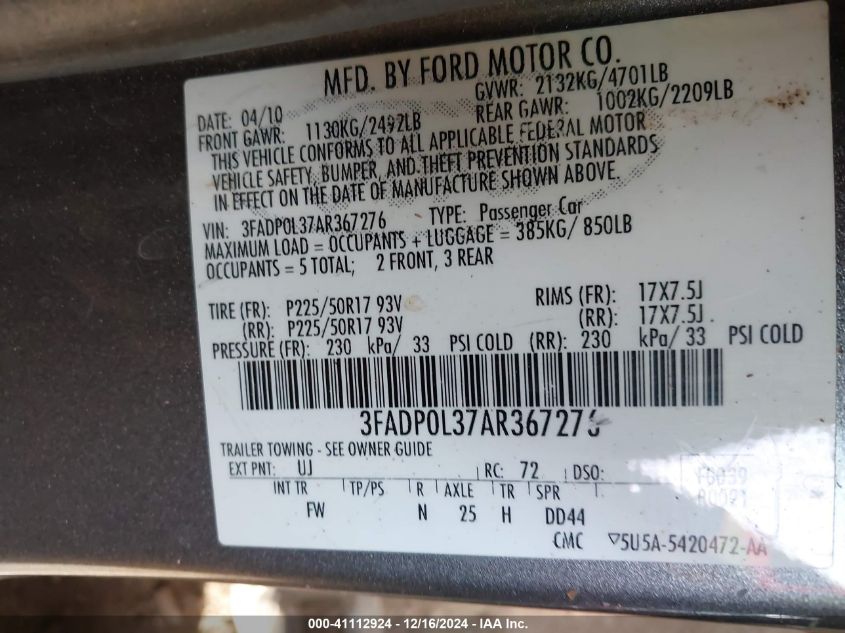 MFD. BY FORD MOTOR CO.
DATE: 04/10 GVWR: 2132KG/4701LB
FRONT GAWR: 1130KG/2492LB REAR GAWR: 1002KG/2209LB
THIS VEHICLE CONFORMS TO ALL APPLICABLE FEDERAL MOTOR
VEHICLE SAFETY, BUMPER, AND THEFT PREVENTION STANDARDS
IN EFFECT ON THE DATE OF MANUFACTURE SHOWN ABOVE.
VIN: 3FADP0L37AR367276 TYPE: Passenger Car
MAXIMUM LOAD = OCCUPANTS + LUGGAGE = 385KG/ 850LB
OCCUPANTS = 5 TOTAL; 2 FRONT, 3 REAR
TIRE (FR): P225/50R17 93V RIMS (FR): 17X7.5J
(RR): P225/50R17 93V (RR): 17X7.5J
PRESSURE (FR): 230 kPa/ 33 PSI COLD (RR): 230 kPa/ 33 PSI COLD
3FADP0L37AR367276
TRAILER TOWING - SEE OWNER GUIDE
EXT PNT: UJ RC: 72 DSO:
INT TR TP/PS R AXLE TR SPR
FW N 25 H DD44
CMC 5U5A-5420472-AA
000-41112924 - 12/16/2024 - IAA Inc.